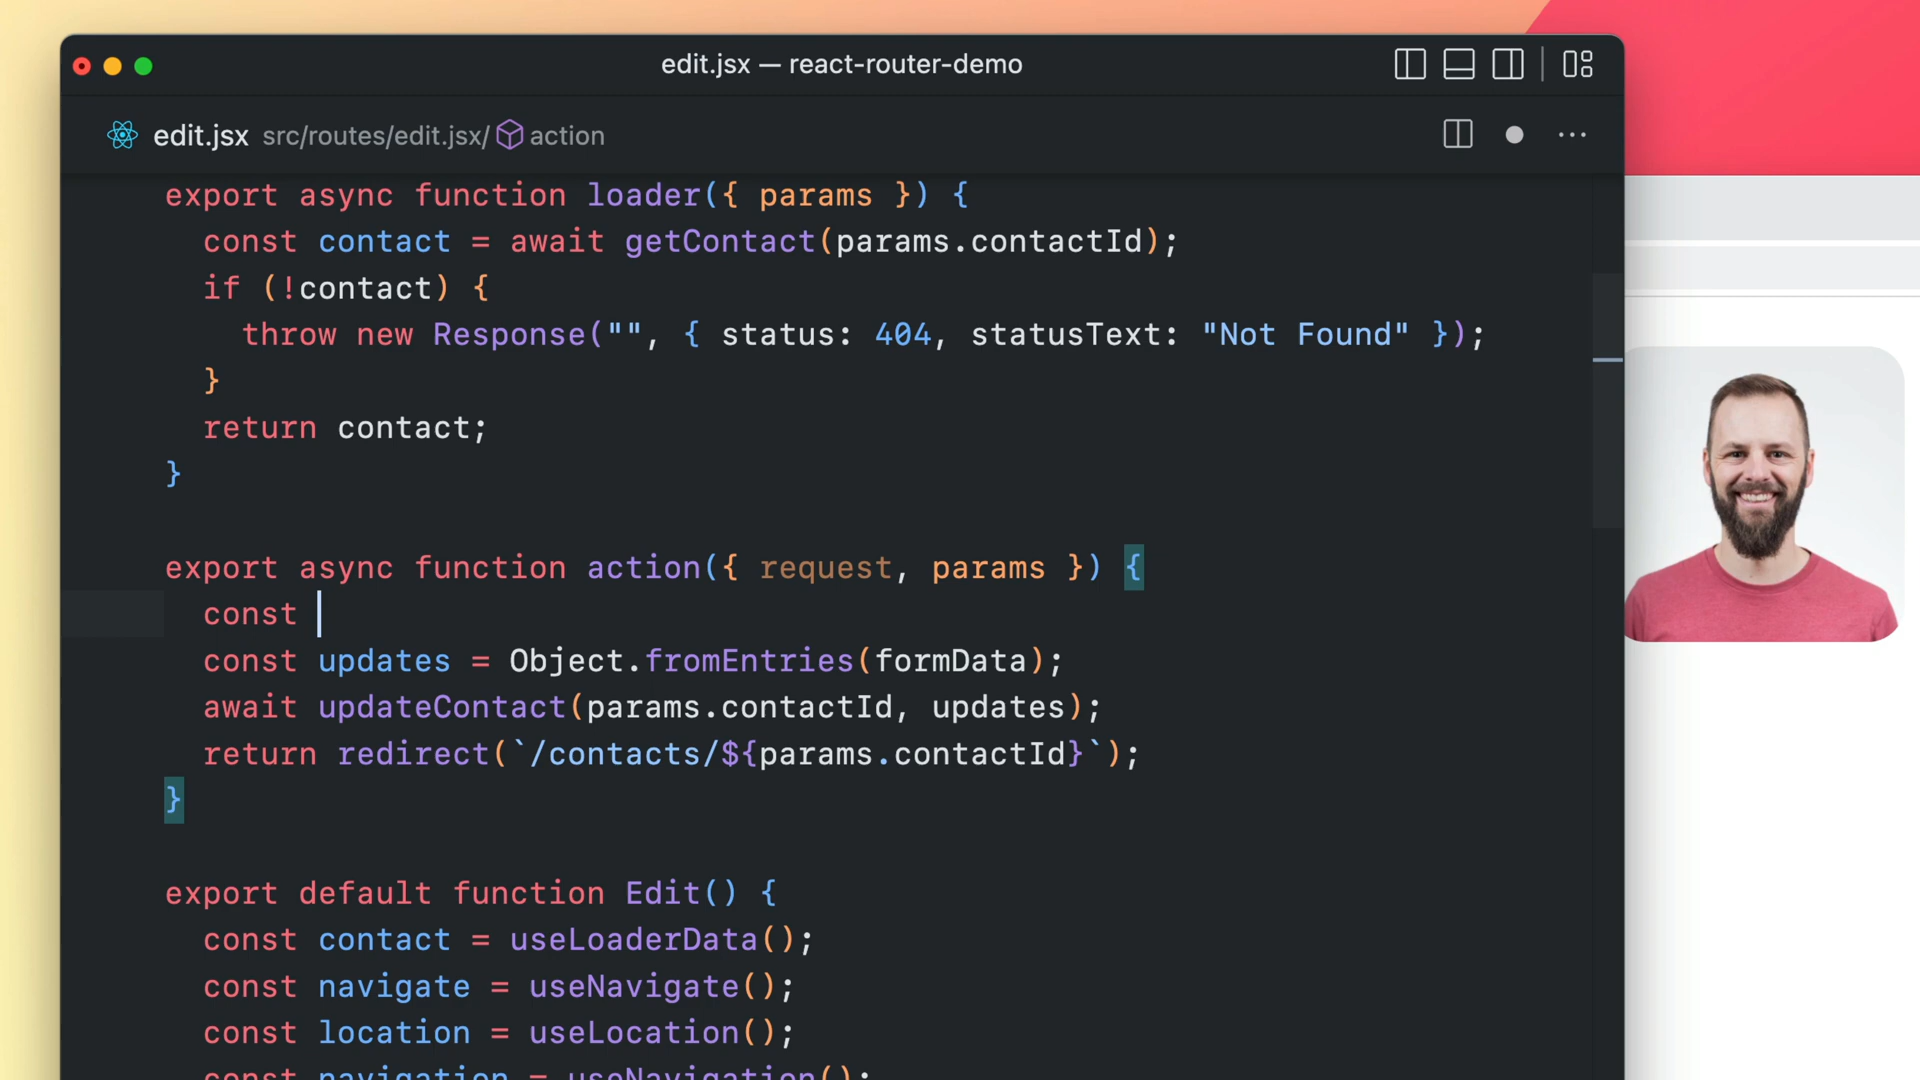 edit.jsx — react-router-demo
edit.jsx src/routes/edit.jsx/ action
export async function loader({ params }) {
const contact = await getContact(params.contactId);
if (!contact) {
throw new Response("", { status: 404, statusText: "Not Found" });
}
return contact;
}
export async function action({ request, params }) {
const
const updates = Object.fromEntries(formData);
await updateContact(params.contactId, updates);
return redirect(`/contacts/${params.contactId}`);
}
export default function Edit() {
const contact = useLoaderData();
const navigate = useNavigate();
const location = useLocation();
const navigation = useNavigation();